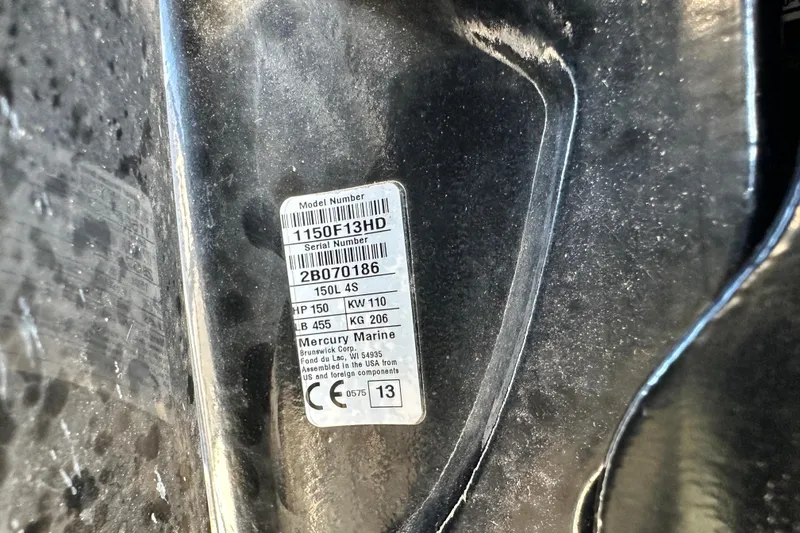 Model Number
1150F13HD
Serial Number
2B070186
150L 4S
HP 150 KW 110
LB 455 KG 206
Mercury Marine
Brunswick Corp.
Fond du Lac, WI 54935
Assembled in the USA from
US and foreign components
CE 0575 13